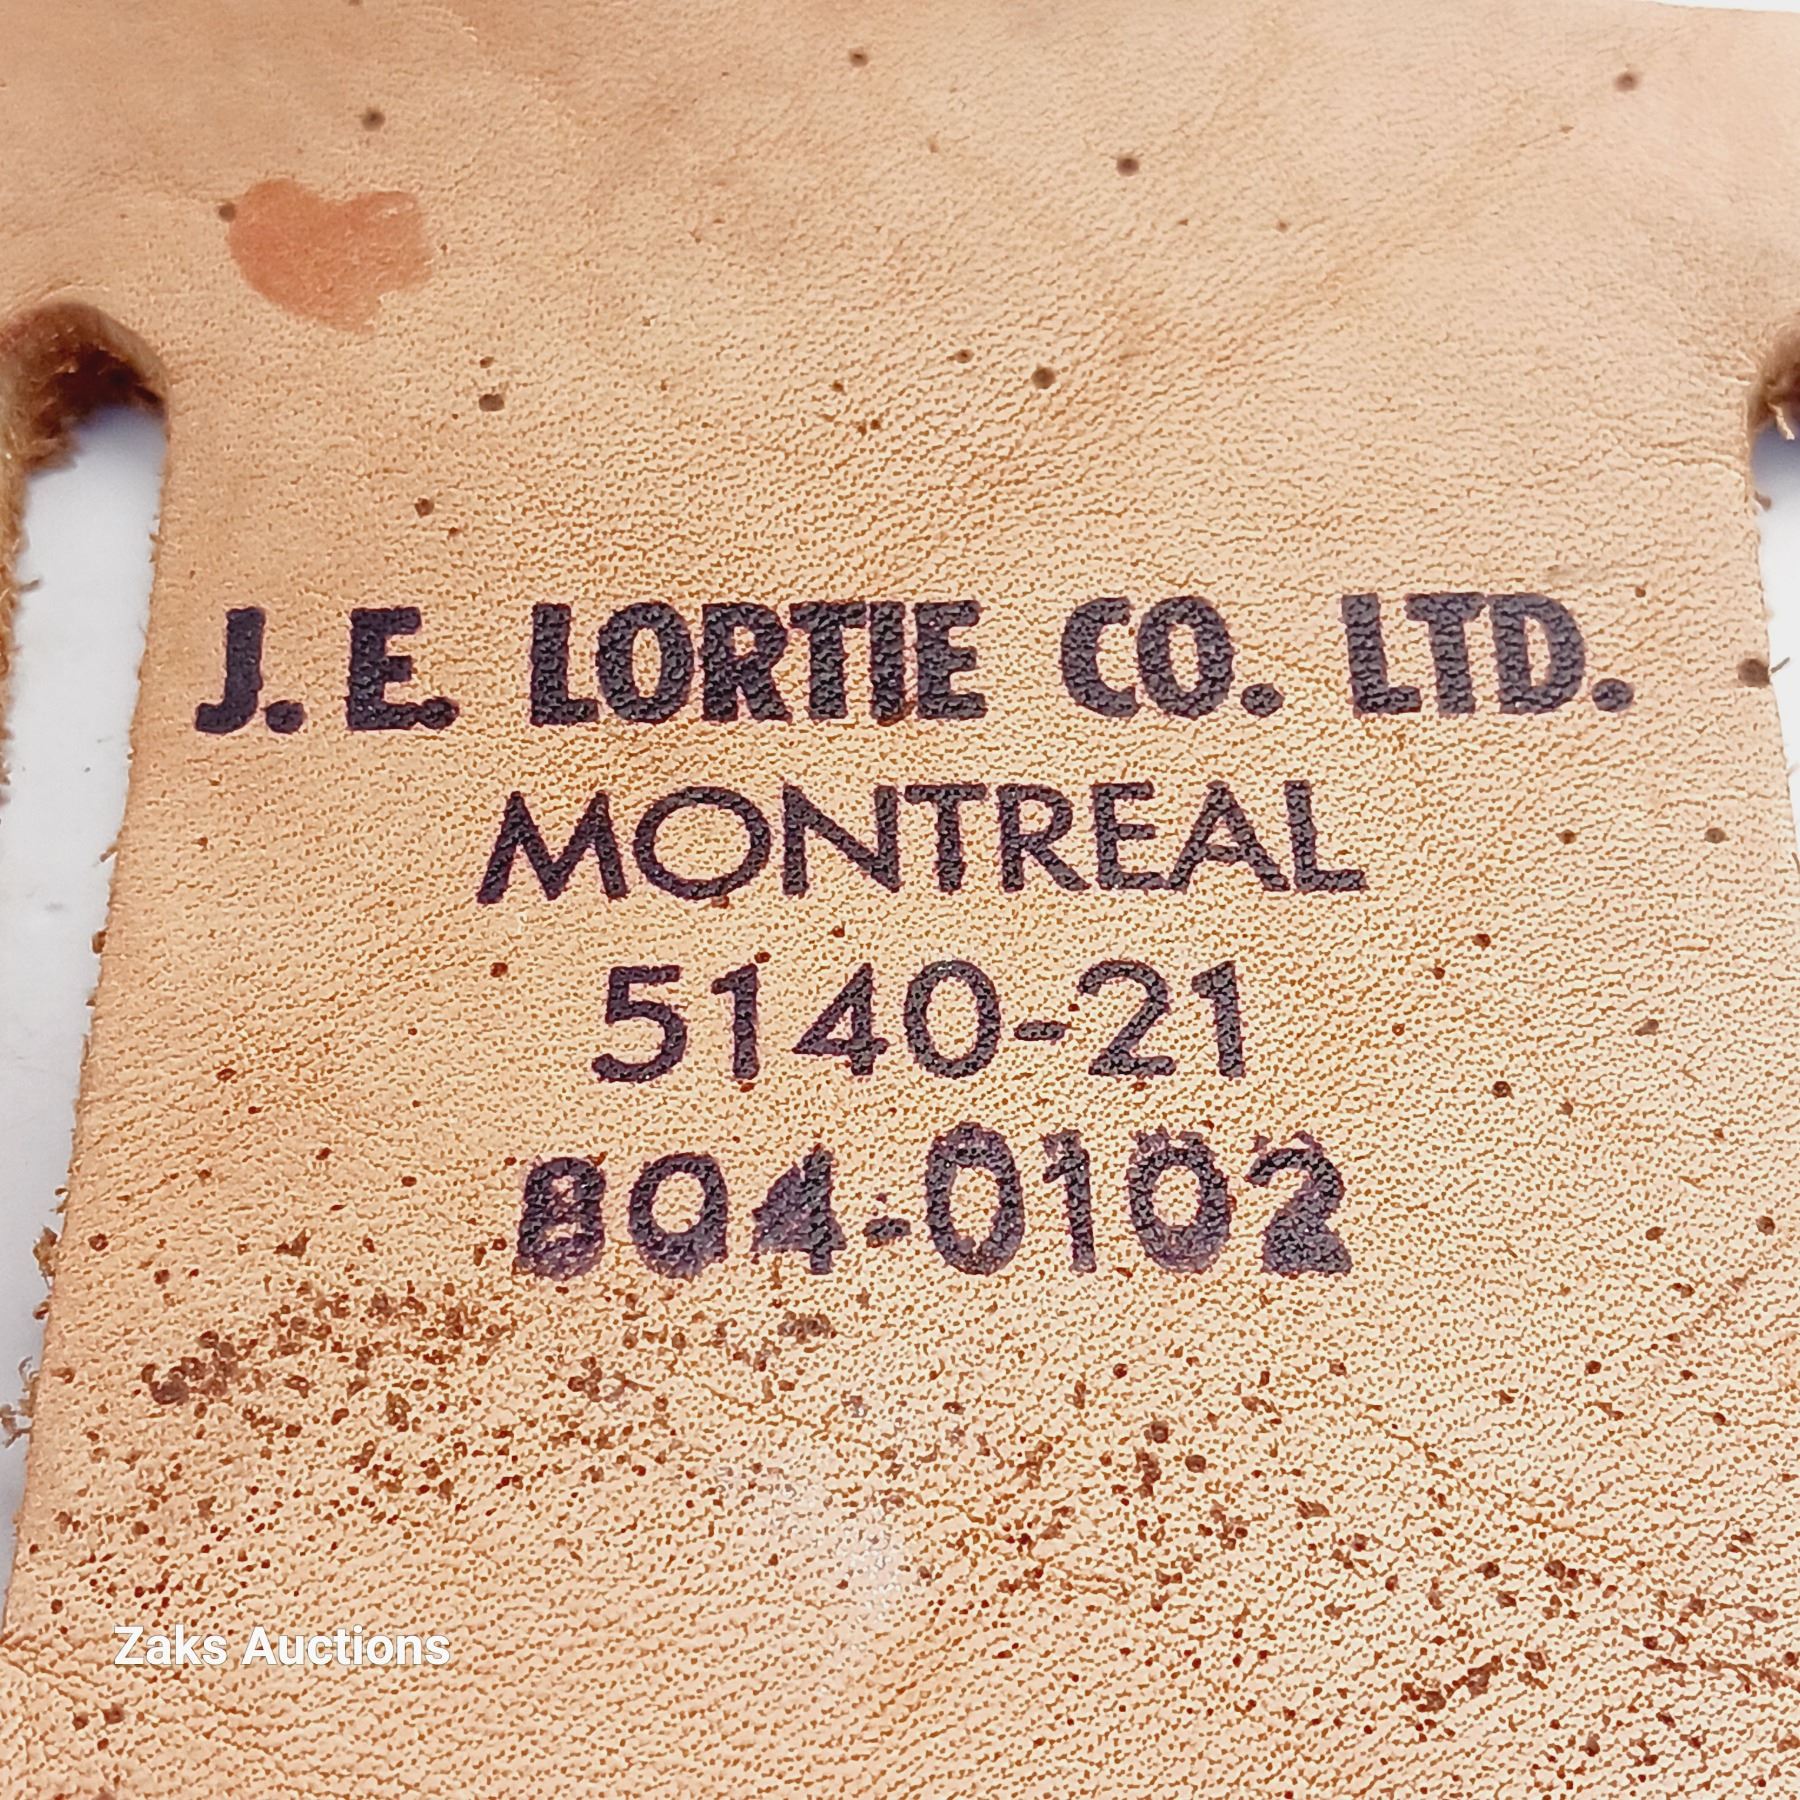 J. E. LORTIE CO. LTD.
MONTREAL
5140-21
804-0102
Zaks Auctions